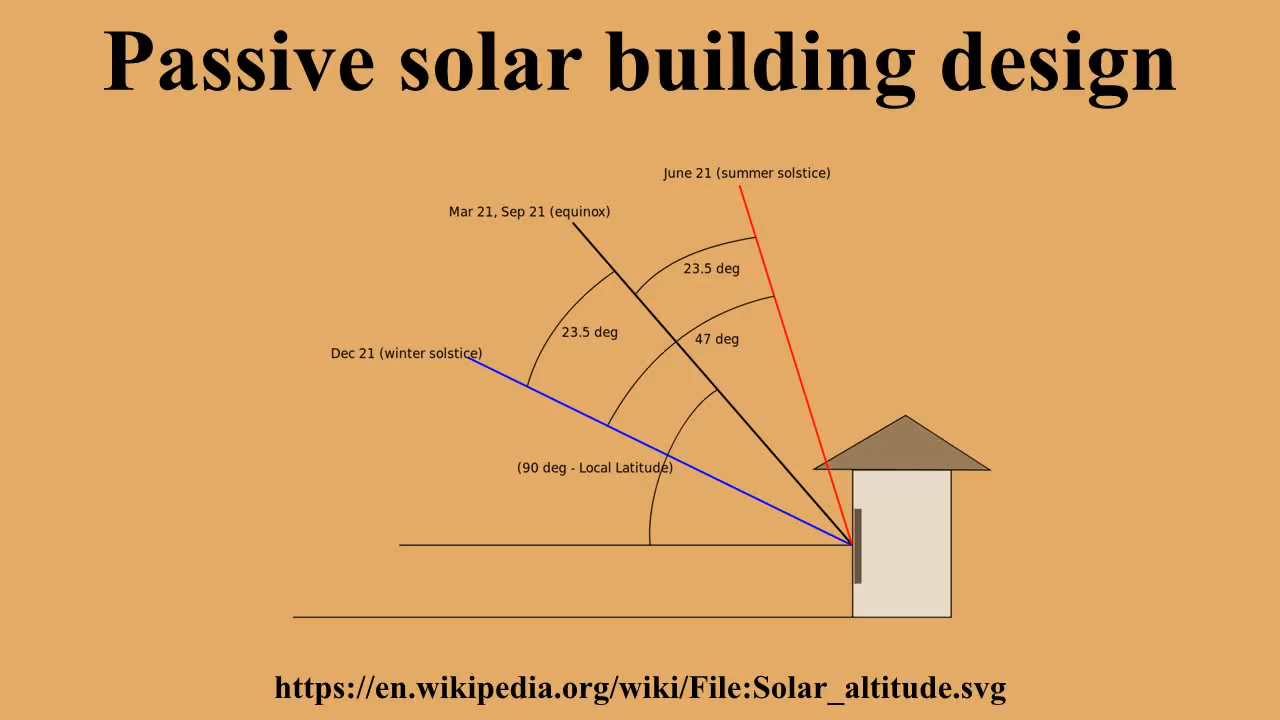 Passive solar building design
June 21 (summer solstice)
Mar 21, Sep 21 (equinox)
23.5 deg
23.5 deg
47 deg
Dec 21 (winter solstice)
(90 deg - Local Latitude)
https://en.wikipedia.org/wiki/File:Solar_altitude.svg